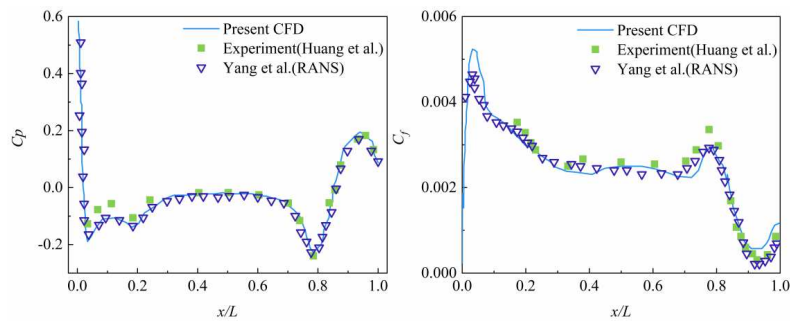 Present CFD
Experiment(Huang et al.)
Yang et al.(RANS)
0.6
0.4
0.2
0.0
-0.2
Cp
0.0 0.2 0.4 0.6 0.8 1.0
x/L
Present CFD
Experiment(Huang et al.)
Yang et al.(RANS)
0.006
0.004
0.002
0.000
Cf
0.0 0.2 0.4 0.6 0.8 1.0
x/L